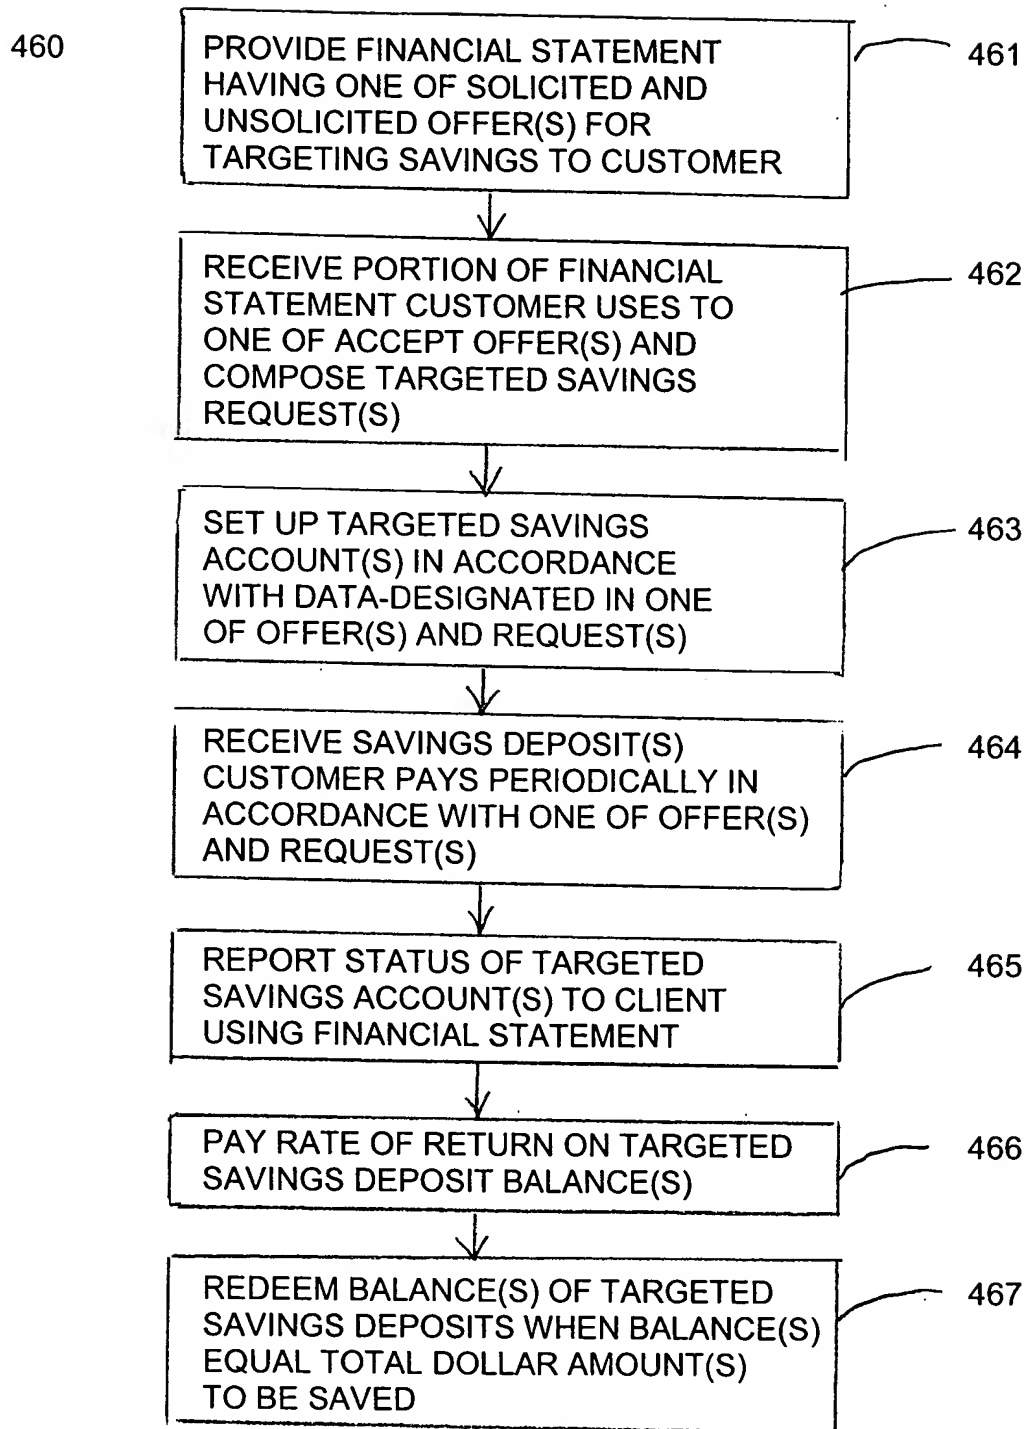 460
PROVIDE FINANCIAL STATEMENT
HAVING ONE OF SOLICITED AND
UNSOLICITED OFFER(S) FOR
TARGETING SAVINGS TO CUSTOMER
461
RECEIVE PORTION OF FINANCIAL
STATEMENT CUSTOMER USES TO
ONE OF ACCEPT OFFER(S) AND
COMPOSE TARGETED SAVINGS
REQUEST(S)
462
SET UP TARGETED SAVINGS
ACCOUNT(S) IN ACCORDANCE
WITH DATA-DESIGNATED IN ONE
OF OFFER(S) AND REQUEST(S)
463
RECEIVE SAVINGS DEPOSIT(S)
CUSTOMER PAYS PERIODICALLY IN
ACCORDANCE WITH ONE OF OFFER(S)
AND REQUEST(S)
464
REPORT STATUS OF TARGETED
SAVINGS ACCOUNT(S) TO CLIENT
USING FINANCIAL STATEMENT
465
PAY RATE OF RETURN ON TARGETED
SAVINGS DEPOSIT BALANCE(S)
466
REDEEM BALANCE(S) OF TARGETED
SAVINGS DEPOSITS WHEN BALANCE(S)
EQUAL TOTAL DOLLAR AMOUNT(S)
TO BE SAVED
467